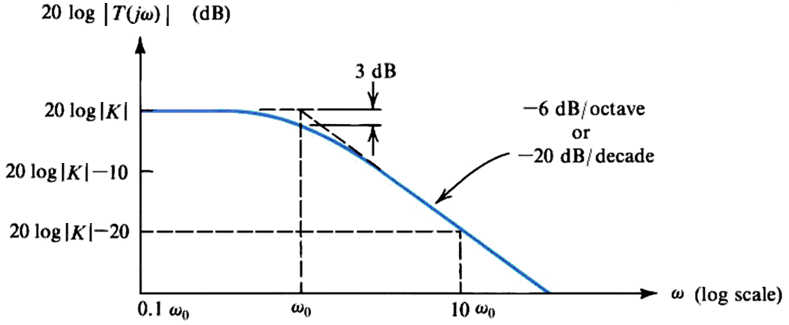 20 log |T(jω)| (dB)
3 dB
20 log|K|
−6 dB/octave
or
−20 dB/decade
20 log|K|−10
20 log|K|−20
0.1 ω₀
ω₀
10 ω₀
ω (log scale)